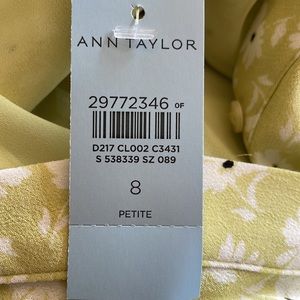 ANN TAYLOR
29772346 OF
D217 CL002 C3431
S 538339 SZ 089
8
PETITE